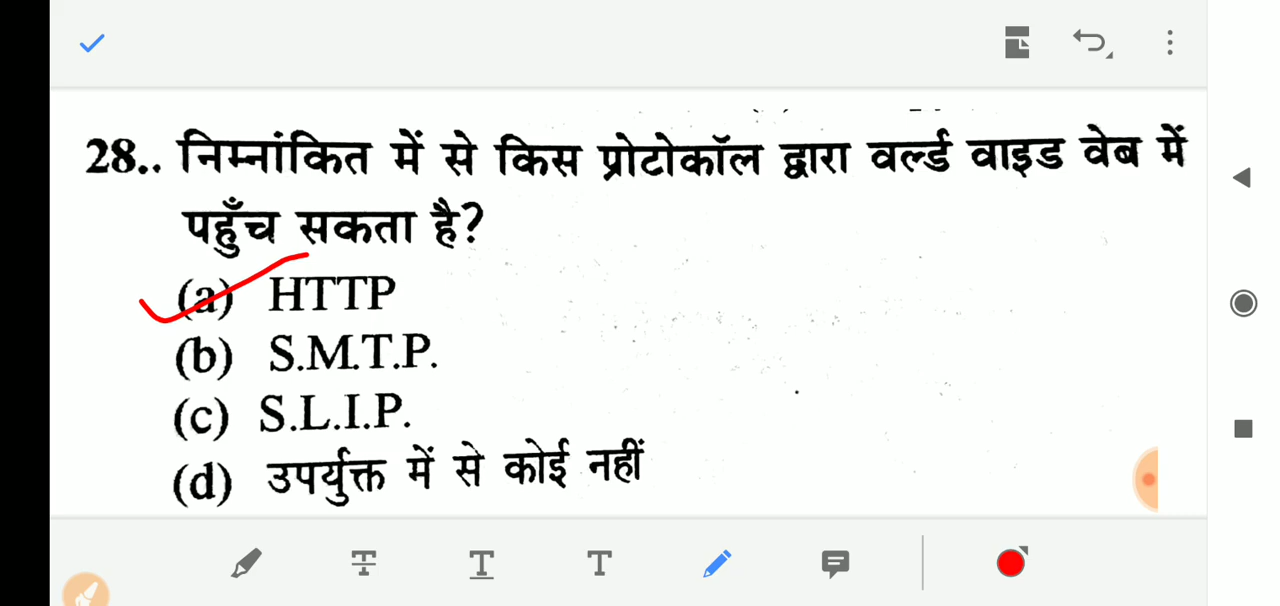 28.. निम्नांकित में से किस प्रोटोकॉल द्वारा वर्ल्ड वाइड वेब में
पहुँच सकता है?
(a) HTTP
(b) S.M.T.P.
(c) S.L.I.P.
(d) उपर्युक्त में से कोई नहीं